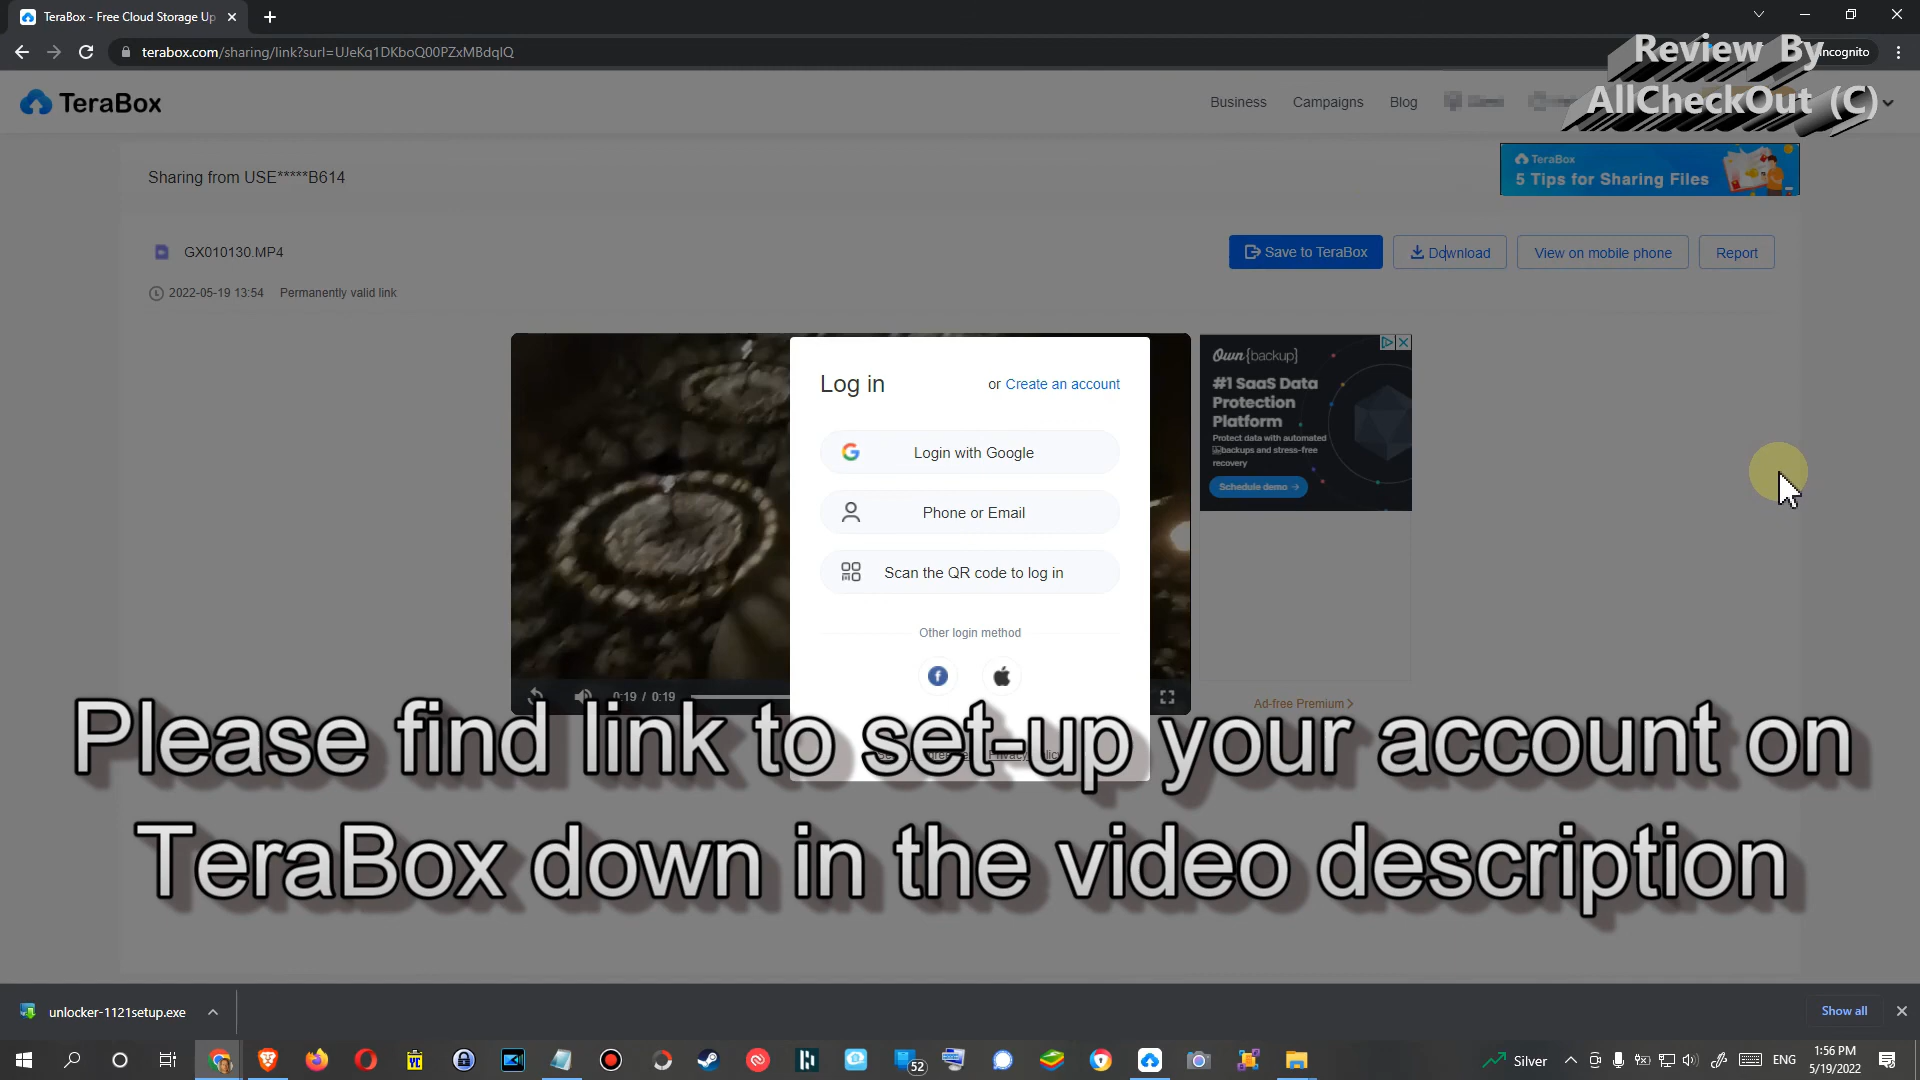 TeraBox - Free Cloud Storage Up
terabox.com/sharing/link?surl=UJeKq1DKboQ00PZxMBdqIQ
Incognito
Review By
AllCheckOut (C)
TeraBox
Business
Campaigns
Blog
Sharing from USE*****B614
TeraBox
5 Tips for Sharing Files
GX010130.MP4
Save to TeraBox
Download
View on mobile phone
Report
2022-05-19 13:54 Permanently valid link
Log in
or Create an account
Login with Google
Phone or Email
Scan the QR code to log in
Other login method
Own{backup}
#1 SaaS Data
Protection
Platform
Protect data with automated
backups and stress-free
recovery
Schedule demo →
0:19 / 0:19
Ad-free Premium >
Privacy
Please find link to set-up your account on
TeraBox down in the video description
unlocker-1121setup.exe
Show all
52
Silver
ENG
1:56 PM
5/19/2022